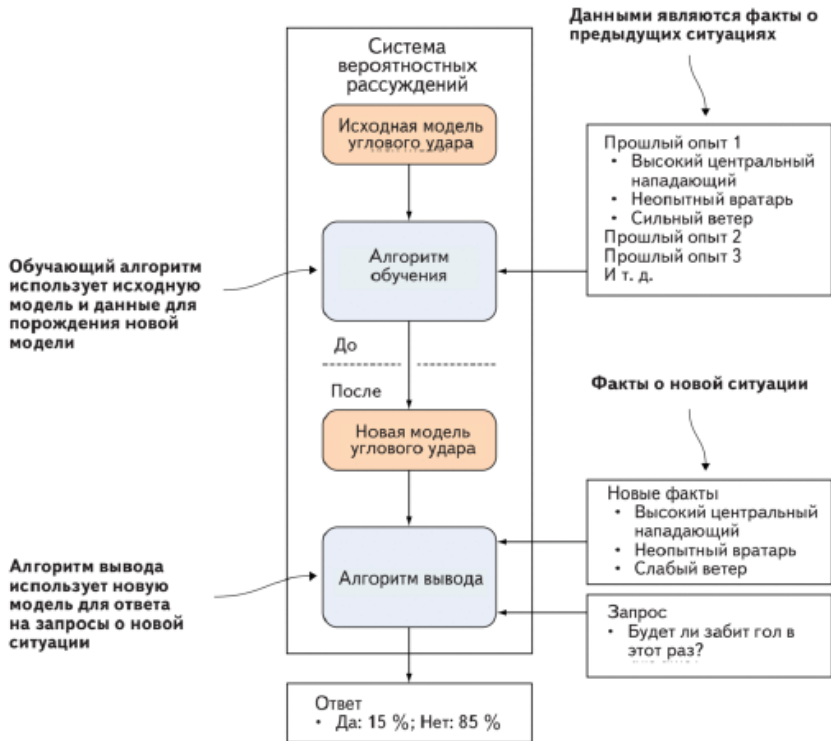 Данными являются факты о
предыдущих ситуациях
Система
вероятностных
рассуждений
Исходная модель
углового удара
Прошлый опыт 1
• Высокий центральный
нападающий
• Неопытный вратарь
• Сильный ветер
Прошлый опыт 2
Прошлый опыт 3
И т. д.
Алгоритм
обучения
Обучающий алгоритм
использует исходную
модель и данные для
порождения новой
модели
До
После
Факты о новой ситуации
Новая модель
углового удара
Новые факты
• Высокий центральный
нападающий
• Неопытный вратарь
• Слабый ветер
Алгоритм вывода
Алгоритм вывода
использует новую
модель для ответа
на запросы о новой
ситуации
Запрос
• Будет ли забит гол в
этот раз?
Ответ
• Да: 15 %; Нет: 85 %